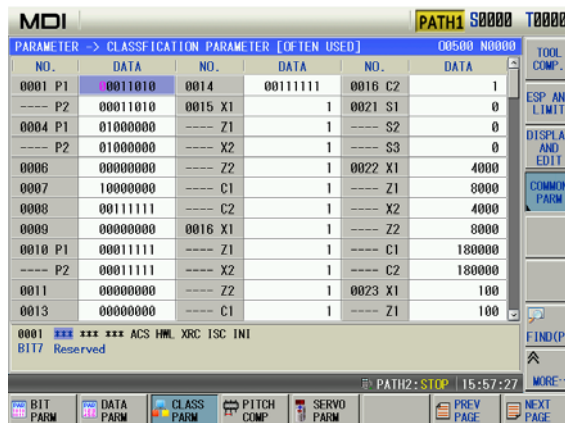 MDI PATH1 S0000 T0000
PARAMETER -> CLASSFICATION PARAMETER [OFTEN USED] O0500 N0000
NO. DATA NO. DATA NO. DATA
0001 P1 00011010 0014 00111111 0016 C2 1
---- P2 00011010 0015 X1 1 0021 S1 0
0004 P1 01000000 ---- Z1 1 ---- S2 0
---- P2 01000000 ---- X2 1 ---- S3 0
0006 00000000 ---- Z2 1 0022 X1 4000
0007 10000000 ---- C1 1 ---- Z1 8000
0008 00111111 ---- C2 1 ---- X2 4000
0009 00000000 0016 X1 1 ---- Z2 8000
0010 P1 00011111 ---- Z1 1 ---- C1 180000
---- P2 00011111 ---- X2 1 ---- C2 180000
0011 00000000 ---- Z2 1 0023 X1 100
0013 00000000 ---- C1 1 ---- Z1 100
0001 *** *** *** ACS HWL XRC ISC INI
BIT7 Reserved
PATH2:STOP 15:57:27
TOOL
COMP.
ESP AN
LIMIT
DISPLA
AND
EDIT
COMMON
PARM
FIND(P
MORE
BIT
PARM
DATA
PARM
CLASS
PARM
PITCH
COMP
SERVO
PARM
PREV
PAGE
NEXT
PAGE